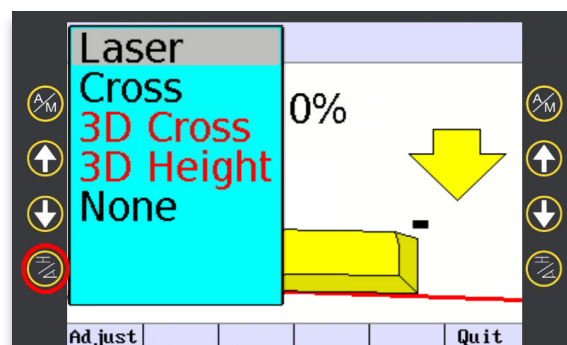 Laser
Cross
3D Cross
3D Height
None
0%
A/M
A/M
Adjust
Quit